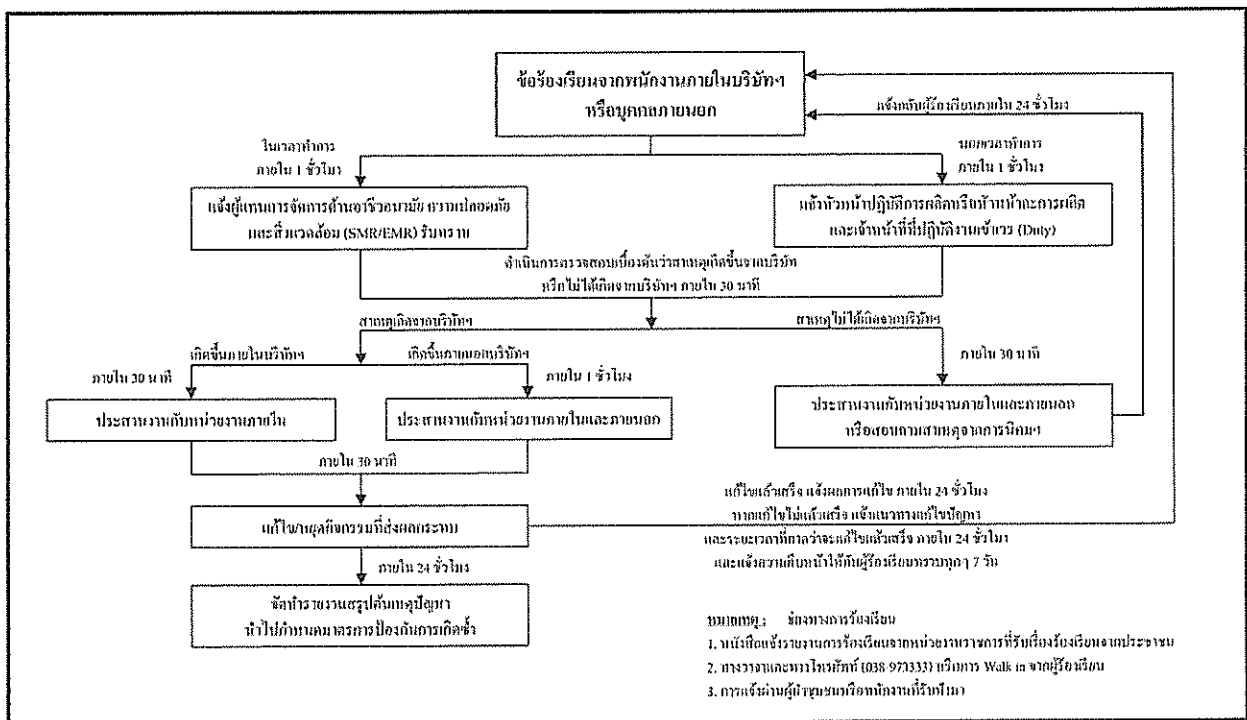 ข้อร้องเรียนจากพนักงานภายในบริษัทฯ
หรือบุคคลภายนอก
แจ้งกลับผู้ร้องเรียนภายใน 24 ชั่วโมง
ในเวลาทำการ
ภายใน 1 ชั่วโมง
นอกเวลาทำการ
ภายใน 1 ชั่วโมง
แจ้งผู้แทนการจัดการด้านอาชีวอนามัย ความปลอดภัย
และสิ่งแวดล้อม (SMR/EMR) รับทราบ
แจ้งหัวหน้าปฏิบัติการผลิตหรือหัวหน้ากะการผลิต
และเจ้าหน้าที่ที่ปฏิบัติงานเข้าเวร (Duty)
ดำเนินการตรวจสอบเบื้องต้นว่าสาเหตุเกิดขึ้นจากบริษัท
หรือไม่ได้เกิดจากบริษัทฯ ภายใน 30 นาที
สาเหตุเกิดจากบริษัทฯ
สาเหตุไม่ได้เกิดจากบริษัทฯ
เกิดขึ้นภายในบริษัทฯ
เกิดขึ้นภายนอกบริษัทฯ
ภายใน 30 นาที
ภายใน 1 ชั่วโมง
ภายใน 30 นาที
ประสานงานกับหน่วยงานภายใน
ประสานงานกับหน่วยงานภายในและภายนอก
ประสานงานกับหน่วยงานภายในและภายนอก
หรือสอบถามสาเหตุจากการนิคมฯ
ภายใน 30 นาที
แก้ไข/หยุดกิจกรรมที่ส่งผลกระทบ
แก้ไขแล้วเสร็จ แจ้งผลการแก้ไข ภายใน 24 ชั่วโมง
หากแก้ไขไม่แล้วเสร็จ แจ้งแนวทางแก้ไขปัญหา
และระยะเวลาที่คาดว่าจะแก้ไขแล้วเสร็จ ภายใน 24 ชั่วโมง
และแจ้งความคืบหน้าให้กับผู้ร้องเรียนทราบทุกๆ 7 วัน
ภายใน 24 ชั่วโมง
จัดทำรายงานสรุปต้นเหตุปัญหา
นำไปกำหนดมาตรการป้องกันการเกิดซ้ำ
หมายเหตุ : ช่องทางการร้องเรียน
1. หนังสือแจ้งรายงานการร้องเรียนจากหน่วยงานราชการที่รับเรื่องร้องเรียนจากประชาชน
2. ทางวาจาและทางโทรศัพท์ (038-973333) หรือการ Walk in จากผู้ร้องเรียน
3. การแจ้งผ่านผู้นำชุมชนหรือพนักงานที่รับฟังมา